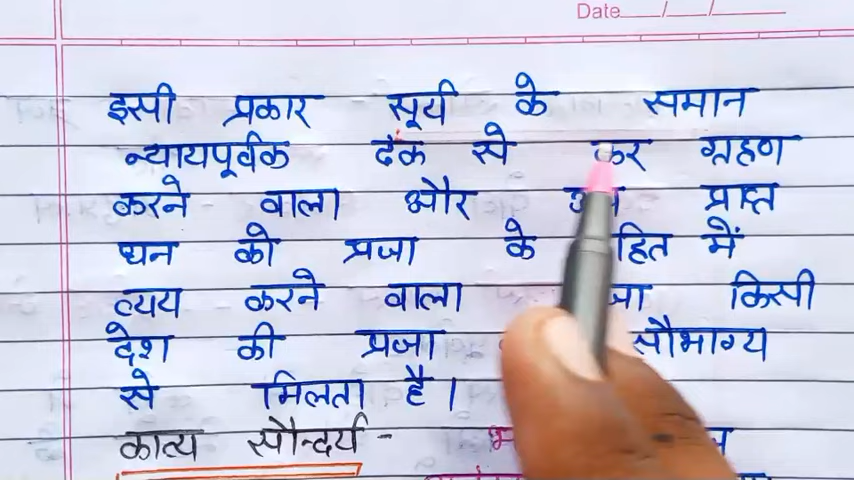 Date
इसी प्रकार सूर्य के समान
न्यायपूर्वक ढंक से कर ग्रहण
करने वाला और प्राप्त
धन को प्रजा के हित में
व्यय करने वाला किसी
देश की प्रजा सौभाग्य
से मिलता है।
काव्य सौन्दर्य -